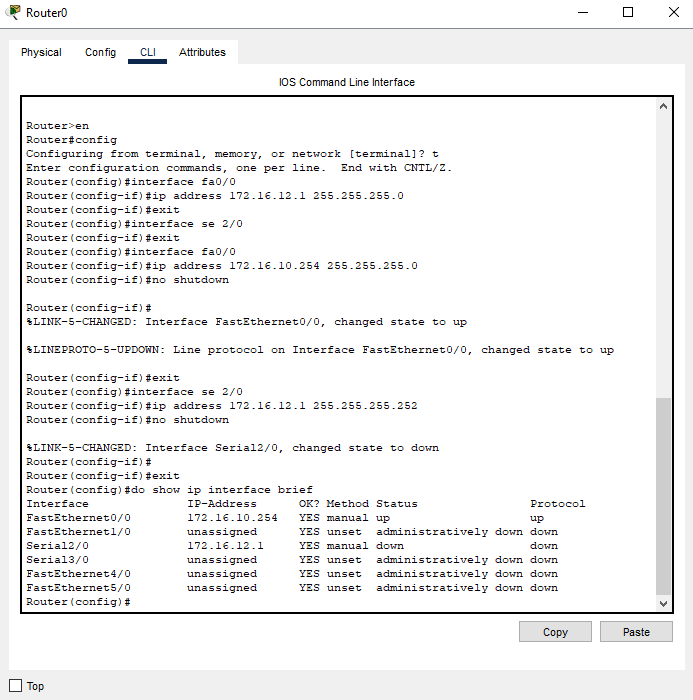 Router0
Physical Config CLI Attributes
IOS Command Line Interface
Router>en
Router#config
Configuring from terminal, memory, or network [terminal]? t
Enter configuration commands, one per line.  End with CNTL/Z.
Router(config)#interface fa0/0
Router(config-if)#ip address 172.16.12.1 255.255.255.0
Router(config-if)#exit
Router(config)#interface se 2/0
Router(config-if)#exit
Router(config)#interface fa0/0
Router(config-if)#ip address 172.16.10.254 255.255.255.0
Router(config-if)#no shutdown
Router(config-if)#
%LINK-5-CHANGED: Interface FastEthernet0/0, changed state to up
%LINEPROTO-5-UPDOWN: Line protocol on Interface FastEthernet0/0, changed state to up
Router(config-if)#exit
Router(config)#interface se 2/0
Router(config-if)#ip address 172.16.12.1 255.255.255.252
Router(config-if)#no shutdown
%LINK-5-CHANGED: Interface Serial2/0, changed state to down
Router(config-if)#
Router(config-if)#exit
Router(config)#do show ip interface brief
Interface              IP-Address      OK? Method Status                Protocol
FastEthernet0/0        172.16.10.254   YES manual up                    up
FastEthernet1/0        unassigned      YES unset  administratively down down
Serial2/0              172.16.12.1     YES manual down                  down
Serial3/0              unassigned      YES unset  administratively down down
FastEthernet4/0        unassigned      YES unset  administratively down down
FastEthernet5/0        unassigned      YES unset  administratively down down
Router(config)#
Copy Paste
Top